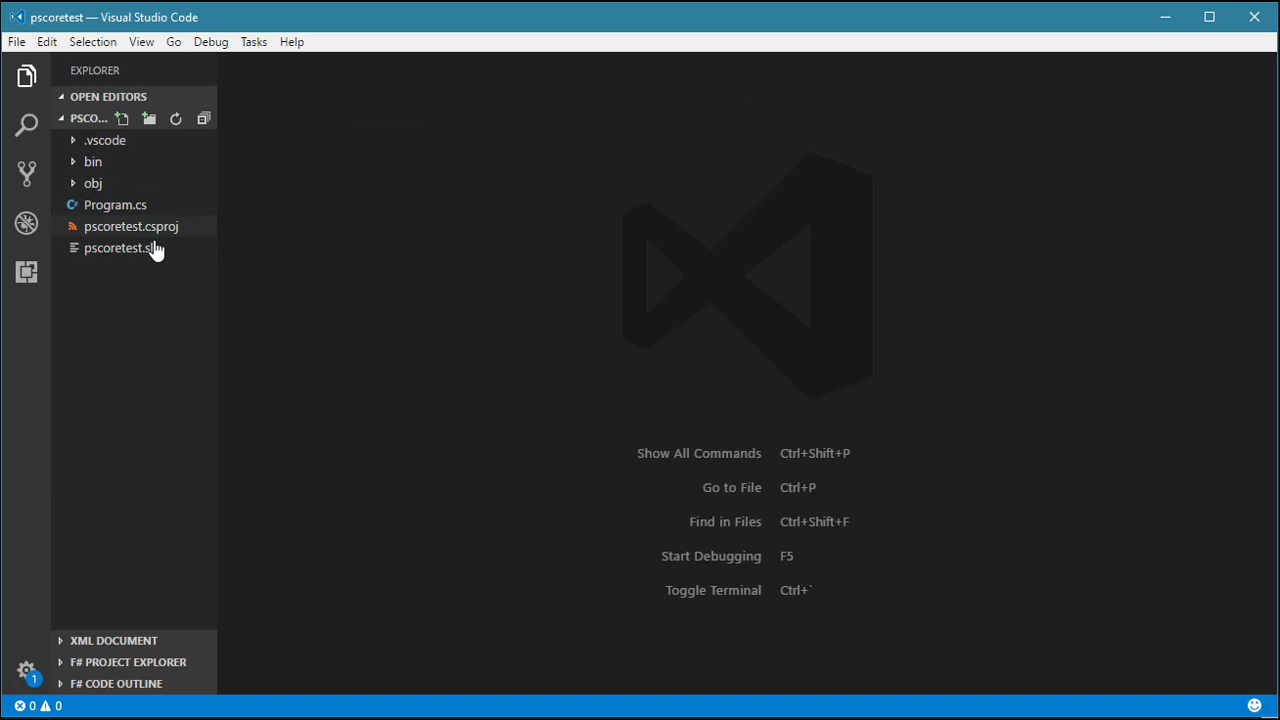 pscoretest — Visual Studio Code
File Edit Selection View Go Debug Tasks Help
EXPLORER
OPEN EDITORS
PSCO...
.vscode
bin
obj
Program.cs
pscoretest.csproj
Show All Commands Ctrl+Shift+P
Go to File Ctrl+P
Find in Files Ctrl+Shift+F
Start Debugging F5
Toggle Terminal Ctrl+`
XML DOCUMENT
F# PROJECT EXPLORER
F# CODE OUTLINE
1
0 0